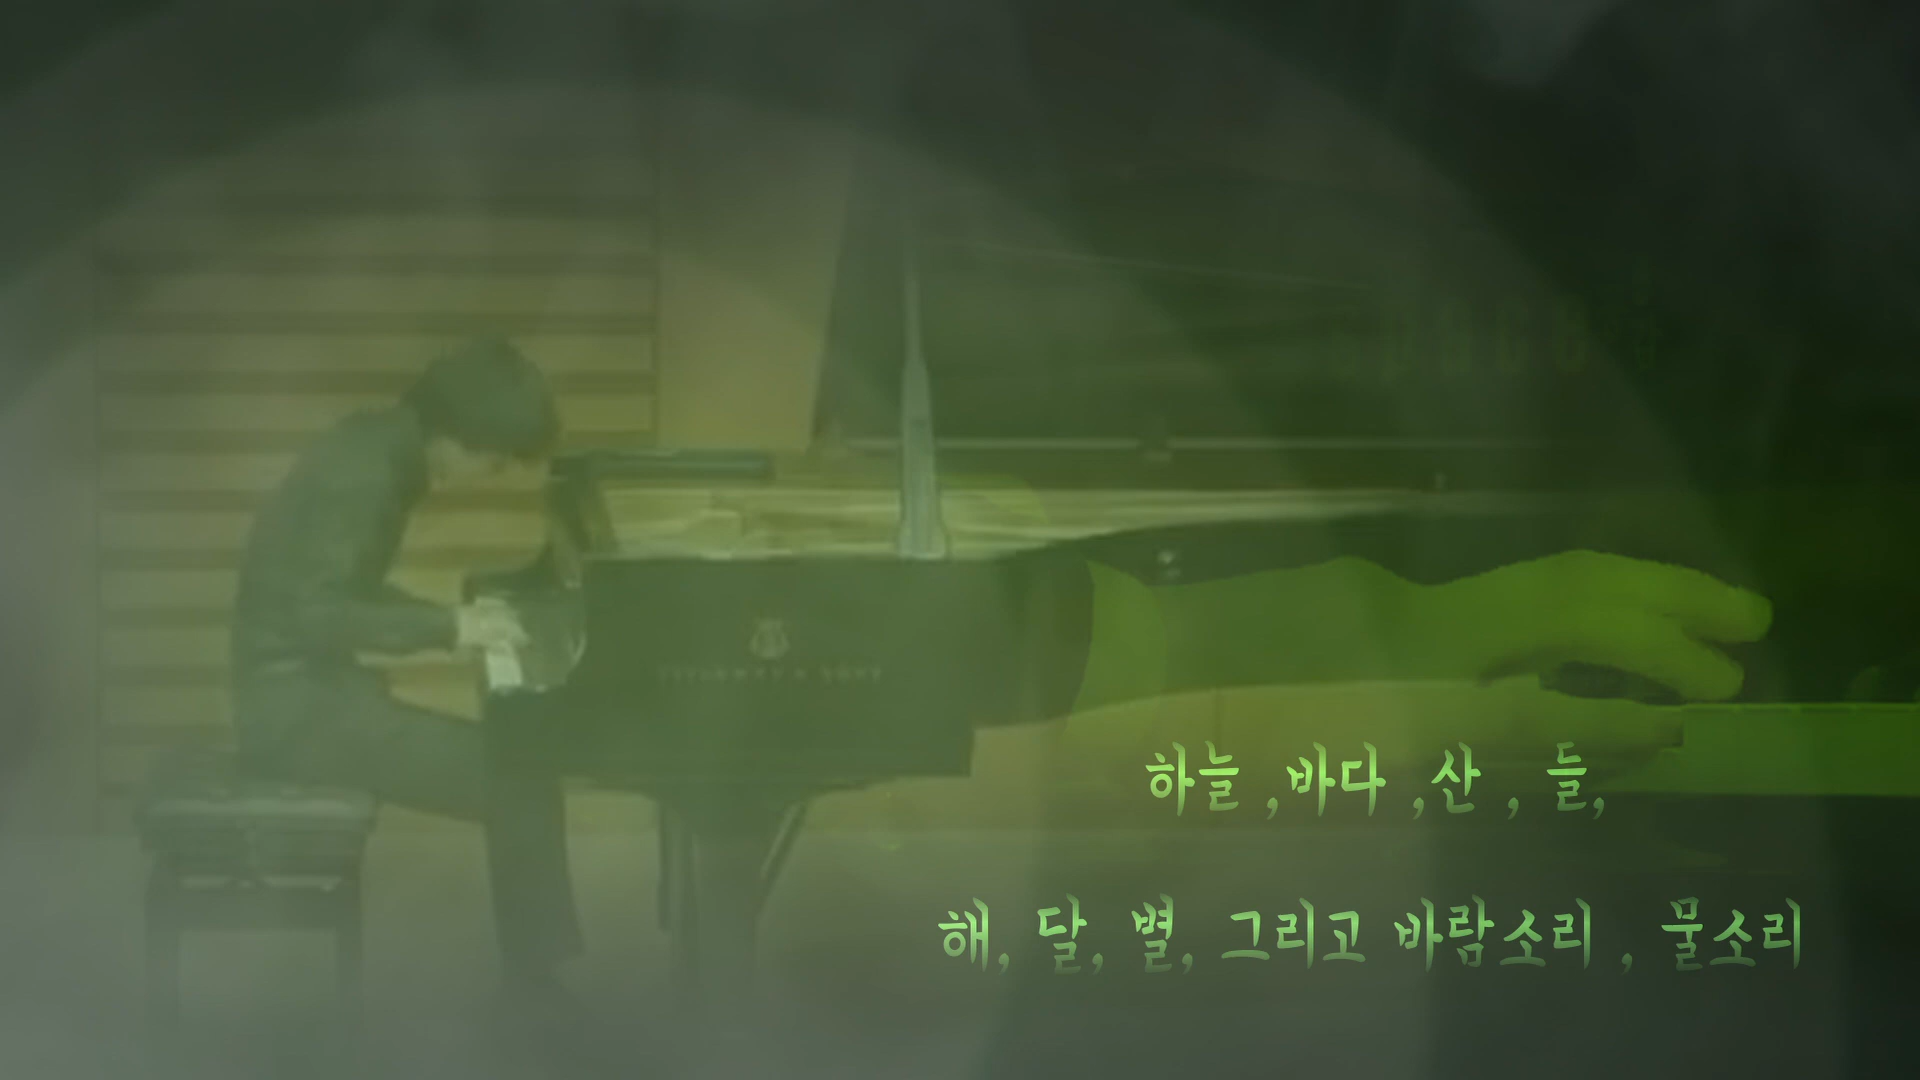 하늘 ,바다 ,산 , 들,
해, 달, 별, 그리고 바람소리 , 물소리